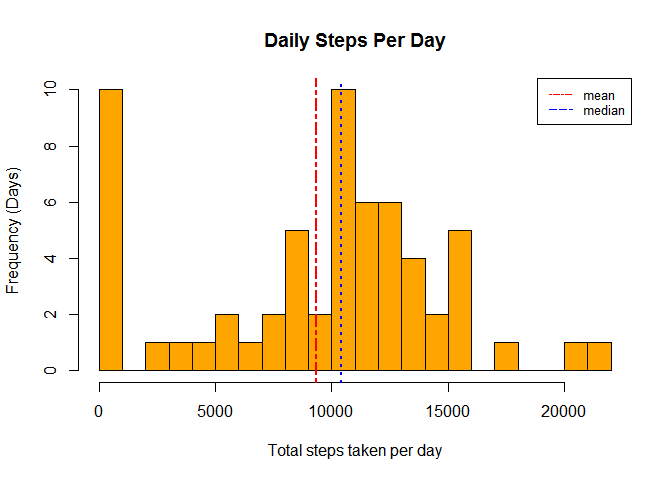 Daily Steps Per Day
mean
median
Frequency (Days)
10
8
6
4
2
0
0 5000 10000 15000 20000
Total steps taken per day